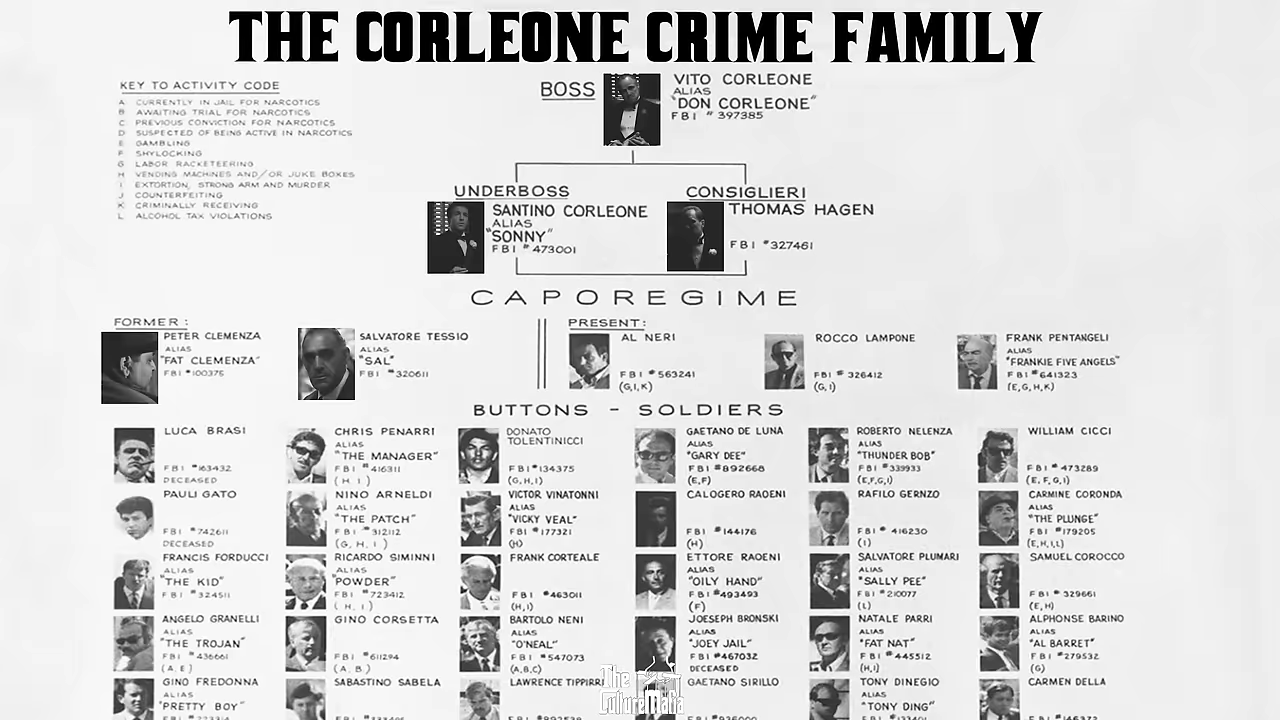 THE CORLEONE CRIME FAMILY
KEY TO ACTIVITY CODE
A CURRENTLY IN JAIL FOR NARCOTICS
B AWAITING TRIAL FOR NARCOTICS
C PREVIOUS CONVICTION FOR NARCOTICS
D SUSPECTED OF BEING ACTIVE IN NARCOTICS
E GAMBLING
F SHYLOCKING
G LABOR RACKETEERING
H VENDING MACHINES AND/OR JUKE BOXES
I EXTORTION, STRONG ARM AND MURDER
J COUNTERFEITING
K CRIMINALLY RECEIVING
L ALCOHOL TAX VIOLATIONS
BOSS
VITO CORLEONE
ALIAS
"DON CORLEONE"
FBI # 397385
UNDERBOSS
SANTINO CORLEONE
ALIAS
"SONNY"
FBI # 473001
CONSIGLIERI
THOMAS HAGEN
FBI #327461
CAPOREGIME
FORMER:
PETER CLEMENZA
ALIAS
"FAT CLEMENZA"
FBI #100375
SALVATORE TESSIO
ALIAS
"SAL"
FBI #320611
PRESENT:
AL NERI
FBI #563241
(G,I,K)
ROCCO LAMPONE
FBI # 326412
(G, I)
FRANK PENTANGELI
ALIAS
"FRANKIE FIVE ANGELS"
FBI #641323
(E,G,H,K)
BUTTONS - SOLDIERS
LUCA BRASI
FBI #163432
DECEASED
CHRIS PENARRI
ALIAS
"THE MANAGER"
FBI #416311
(H, I)
DONATO
TOLENTINICCI
FBI #134375
(G,H,I)
GAETANO DE LUNA
ALIAS
"GARY DEE"
FBI #892668
(E,F)
ROBERTO NELENZA
ALIAS
"THUNDER BOB"
FBI #339933
(E,F,G,I)
WILLIAM CICCI
FBI # 473289
(E, F, G, I)
PAULI GATO
FBI #742611
DECEASED
NINO ARNELDI
ALIAS
"THE PATCH"
FBI #312112
(G, H, I)
VICTOR VINATONNI
ALIAS
"VICKY VEAL"
FBI #177321
(H)
CALOGERO RAOENI
FBI #144176
(H)
RAFILO GERNZO
FBI # 416230
(I)
CARMINE CORONDA
ALIAS
"THE PLUNGE"
FBI #179205
(E,H,I,L)
FRANCIS FORDUCCI
ALIAS
"THE KID"
FBI # 324511
RICARDO SIMINNI
ALIAS
"POWDER"
FBI #723412
(H, I)
FRANK CORTEALE
FBI #463011
(H,I)
ETTORE RAOENI
ALIAS
"OILY HAND"
FBI #493493
(F)
SALVATORE PLUMARI
ALIAS
"SALLY PEE"
FBI #210077
(L)
SAMUEL COROCCO
FBI # 329661
(E, H)
ANGELO GRANELLI
ALIAS
"THE TROJAN"
FBI #436661
(A, E)
GINO CORSETTA
FBI #611294
(A, B,)
BARTOLO NENI
ALIAS
"O'NEAL"
FBI #547073
(A,B,C)
JOESEPH BRONSKI
ALIAS
"JOEY JAIL"
FBI #467032
DECEASED
NATALE PARRI
ALIAS
"FAT NAT"
FBI #445512
(H,I)
ALPHONSE BARINO
ALIAS
"AL BARRET"
FBI #279532
(G)
GINO FREDONNA
ALIAS
"PRETTY BOY"
SABASTINO SABELA
LAWRENCE
GAETANO SIRILLO
TONY DINEGIO
ALIAS
"TONY DING"
CARMEN DELLA
The
CultureMafia